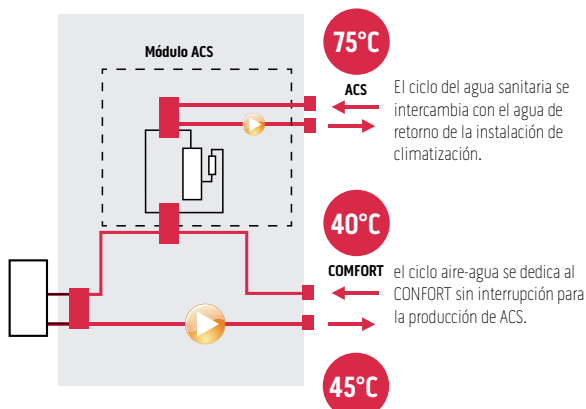 Módulo ACS
75°C
ACS
El ciclo del agua sanitaria se
intercambia con el agua de
retorno de la instalación de
climatización.
40°C
COMFORT
el ciclo aire-agua se dedica al
CONFORT sin interrupción para
la producción de ACS.
45°C